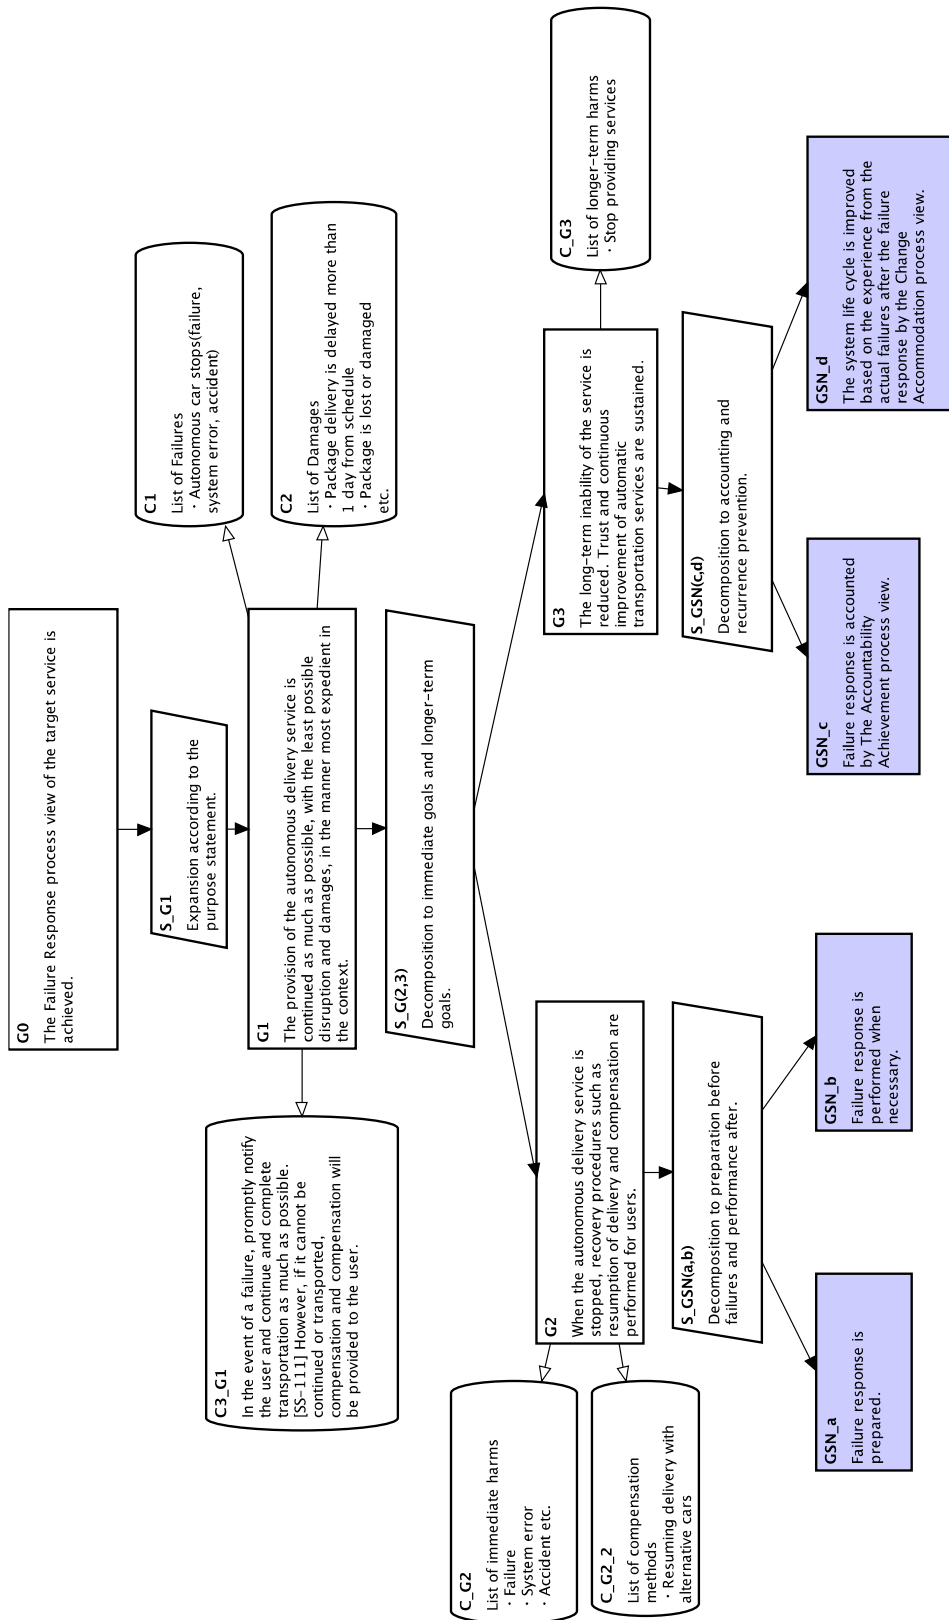 G0
The Failure Response process view of the target service is
achieved.
S_G1
Expansion according to the
purpose statement.
C3_G1
In the event of a failure, promptly notify
the user and continue and complete
transportation as much as possible.
[SS-111] However, if it cannot be
continued or transported,
compensation and compensation will
be provided to the user.
G1
The provision of the autonomous delivery service is
continued as much as possible, with the least possible
disruption and damages, in the manner most expedient in
the context.
C1
List of Failures
・Autonomous car stops(failure,
system error, accident)
C2
List of Damages
・Package delivery is delayed more than
1 day from schedule
・Package is lost or damaged
etc.
S_G(2,3)
Decomposition to immediate goals and longer-term
goals.
C_G2
List of immediate harms
・Failure
・System error
・Accident etc.
C_G2_2
List of compensation
methods
・Resuming delivery with
alternative cars
G2
When the autonomous delivery service is
stopped, recovery procedures such as
resumption of delivery and compensation are
performed for users.
G3
The long-term inability of the service is
reduced. Trust and continuous
improvement of automatic
transportation services are sustained.
C_G3
List of longer-term harms
・Stop providing services
S_GSN(a,b)
Decomposition to preparation before
failures and performance after.
S_GSN(c,d)
Decomposition to accounting and
recurrence prevention.
GSN_a
Failure response is
prepared.
GSN_b
Failure response is
performed when
necessary.
GSN_c
Failure response is accounted
by The Accountability
Achievement process view.
GSN_d
The system life cycle is improved
based on the experience from the
actual failures after the failure
response by the Change
Accommodation process view.